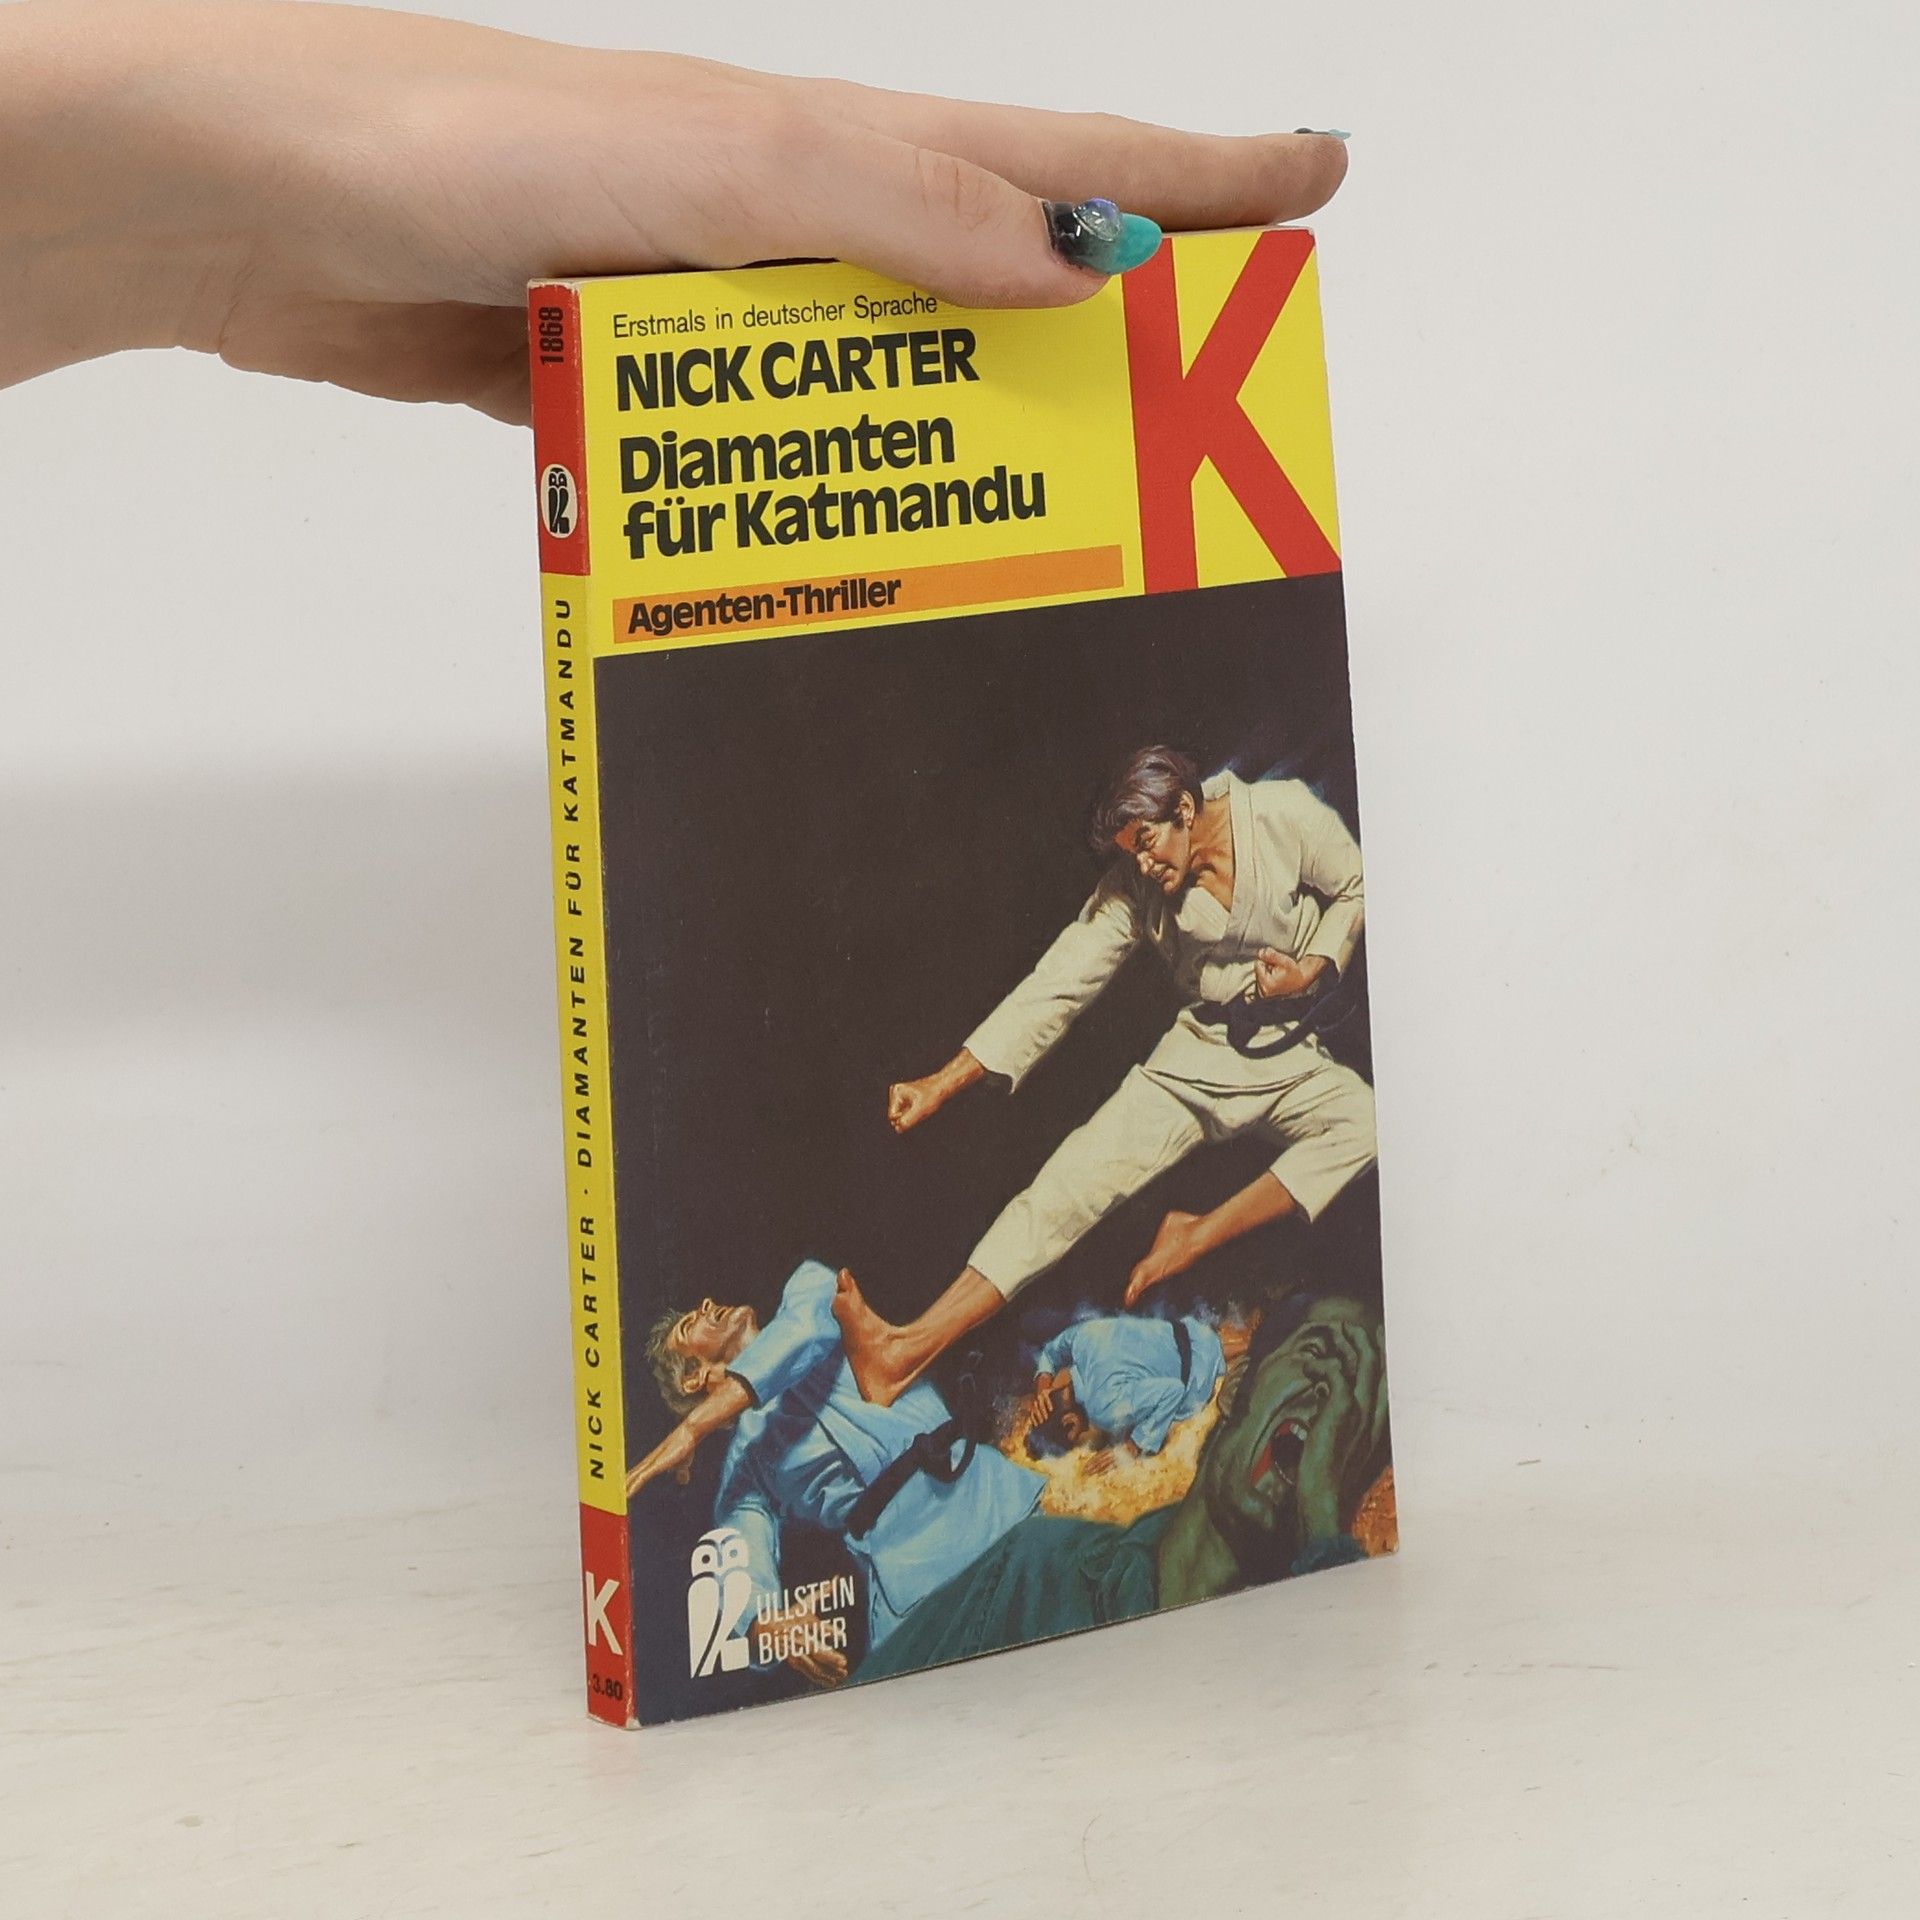 Erstmals in deutscher Sprache
NICK CARTER
Diamanten
für Katmandu
Agenten-Thriller
K
ULLSTEIN
BÜCHER
1868
NICK CARTER · DIAMANTEN FÜR KATMANDU
K
3.80